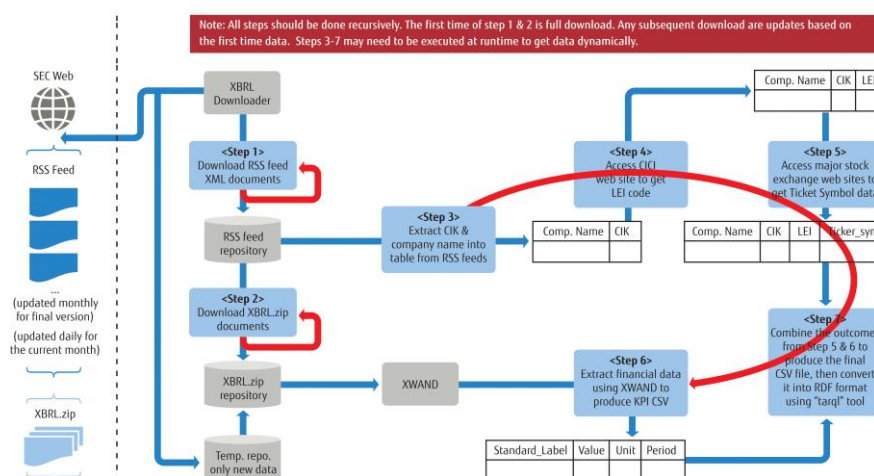 Note: All steps should be done recursively. The first time of step 1 & 2 is full download. Any subsequent download are updates based on
the first time data. Steps 3-7 may need to be executed at runtime to get data dynamically.
SEC Web
RSS Feed
...
(updated monthly
for final version)
(updated daily for
the current month)
XBRL.zip
XBRL
Downloader
<Step 1>
Download RSS feed
XML documents
RSS feed
repository
<Step 2>
Download XBRL.zip
documents
XBRL.zip
repository
Temp. repo.
only new data
<Step 3>
Extract CIK &
company name into
table from RSS feeds
XWAND
Comp. Name CIK
<Step 4>
Access CICI
web site to get
LEI code
Comp. Name CIK LEI
<Step 5>
Access major stock
exchange web sites to
get Ticket Symbol data
Comp. Name CIK LEI Ticker_sym
<Step 6>
Extract financial data
using XWAND to
produce KPI CSV
Standard_Label Value Unit Period
<Step 7>
Combine the outcome
from Step 5 & 6 to
produce the final
CSV file, then convert
it into RDF format
using "tarql" tool